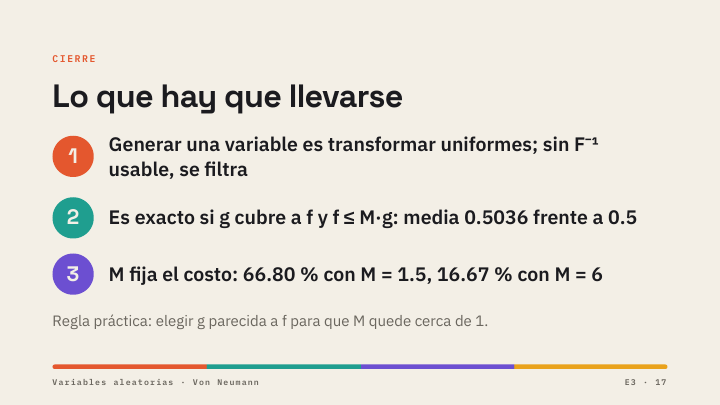 CIERRE
Lo que hay que llevarse
1
Generar una variable es transformar uniformes; sin F⁻¹
usable, se filtra
2
Es exacto si g cubre a f y f ≤ M·g: media 0.5036 frente a 0.5
3
M fija el costo: 66.80 % con M = 1.5, 16.67 % con M = 6
Regla práctica: elegir g parecida a f para que M quede cerca de 1.
Variables aleatorias · Von Neumann
E3 · 17